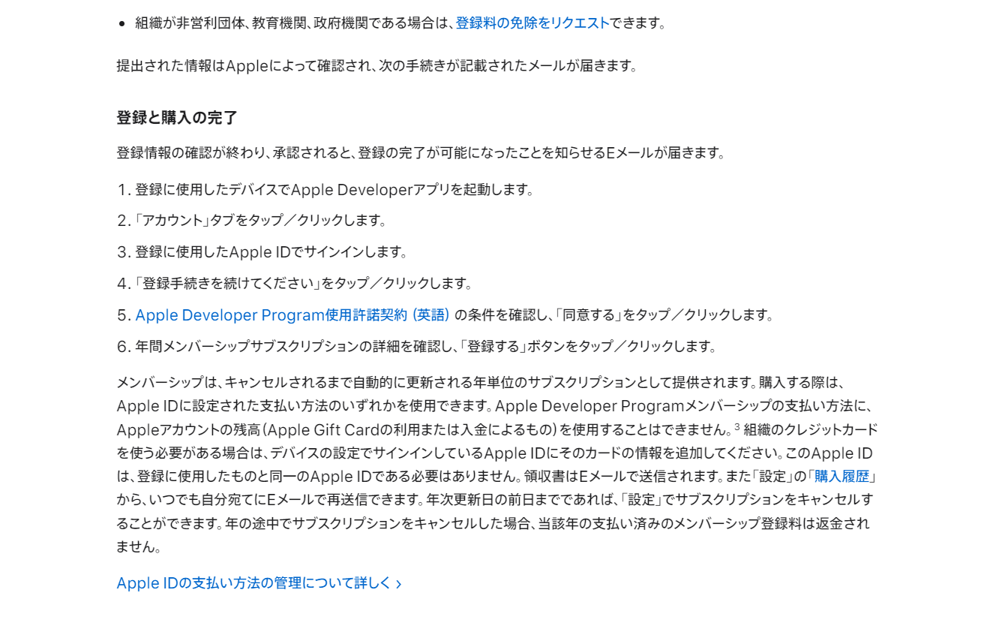 • 組織が非営利団体、教育機関、政府機関である場合は、登録料の免除をリクエストできます。
提出された情報はAppleによって確認され、次の手続きが記載されたメールが届きます。
登録と購入の完了
登録情報の確認が終わり、承認されると、登録の完了が可能になったことを知らせるEメールが届きます。
1. 登録に使用したデバイスでApple Developerアプリを起動します。
2. 「アカウント」タブをタップ／クリックします。
3. 登録に使用したApple IDでサインインします。
4. 「登録手続きを続けてください」をタップ／クリックします。
5. Apple Developer Program使用許諾契約（英語）の条件を確認し、「同意する」をタップ／クリックします。
6. 年間メンバーシップサブスクリプションの詳細を確認し、「登録する」ボタンをタップ／クリックします。
メンバーシップは、キャンセルされるまで自動的に更新される年単位のサブスクリプションとして提供されます。購入する際は、
Apple IDに設定された支払い方法のいずれかを使用できます。Apple Developer Programメンバーシップの支払い方法に、
Appleアカウントの残高（Apple Gift Cardの利用または入金によるもの）を使用することはできません。³ 組織のクレジットカード
を使う必要がある場合は、デバイスの設定でサインインしているApple IDにそのカードの情報を追加してください。このApple ID
は、登録に使用したものと同一のApple IDである必要はありません。領収書はEメールで送信されます。また「設定」の「購入履歴」
から、いつでも自分宛てにEメールで再送信できます。年次更新日の前日までであれば、「設定」でサブスクリプションをキャンセルす
ることができます。年の途中でサブスクリプションをキャンセルした場合、当該年の支払い済みのメンバーシップ登録料は返金され
ません。
Apple IDの支払い方法の管理について詳しく ›